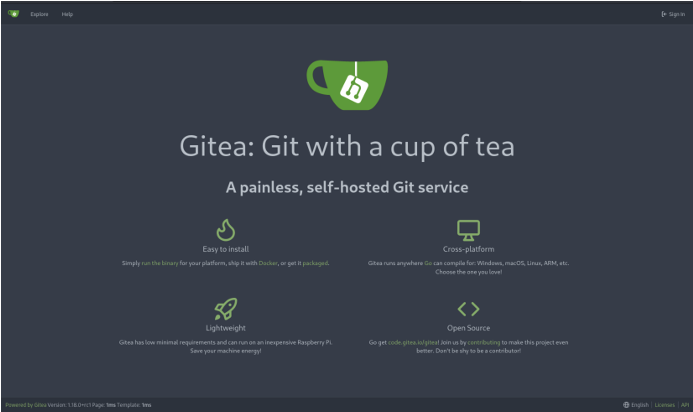 Explore Help Sign In
Gitea: Git with a cup of tea
A painless, self-hosted Git service
Easy to install
Simply run the binary for your platform, ship it with Docker, or get it packaged.
Cross-platform
Gitea runs anywhere Go can compile for: Windows, macOS, Linux, ARM, etc.
Choose the one you love!
Lightweight
Gitea has low minimal requirements and can run on an inexpensive Raspberry Pi.
Save your machine energy!
Open Source
Go get code.gitea.io/gitea! Join us by contributing to make this project even
better. Don't be shy to be a contributor!
Powered by Gitea Version: 1.18.0+rc1 Page: 1ms Template: 1ms English Licenses API